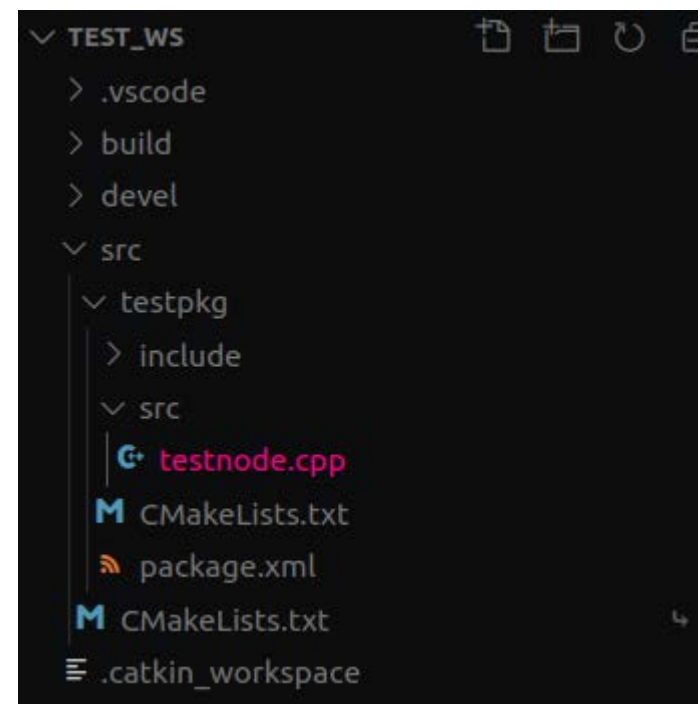 TEST_WS
.vscode
build
devel
src
testpkg
include
src
testnode.cpp
CMakeLists.txt
package.xml
CMakeLists.txt
.catkin_workspace